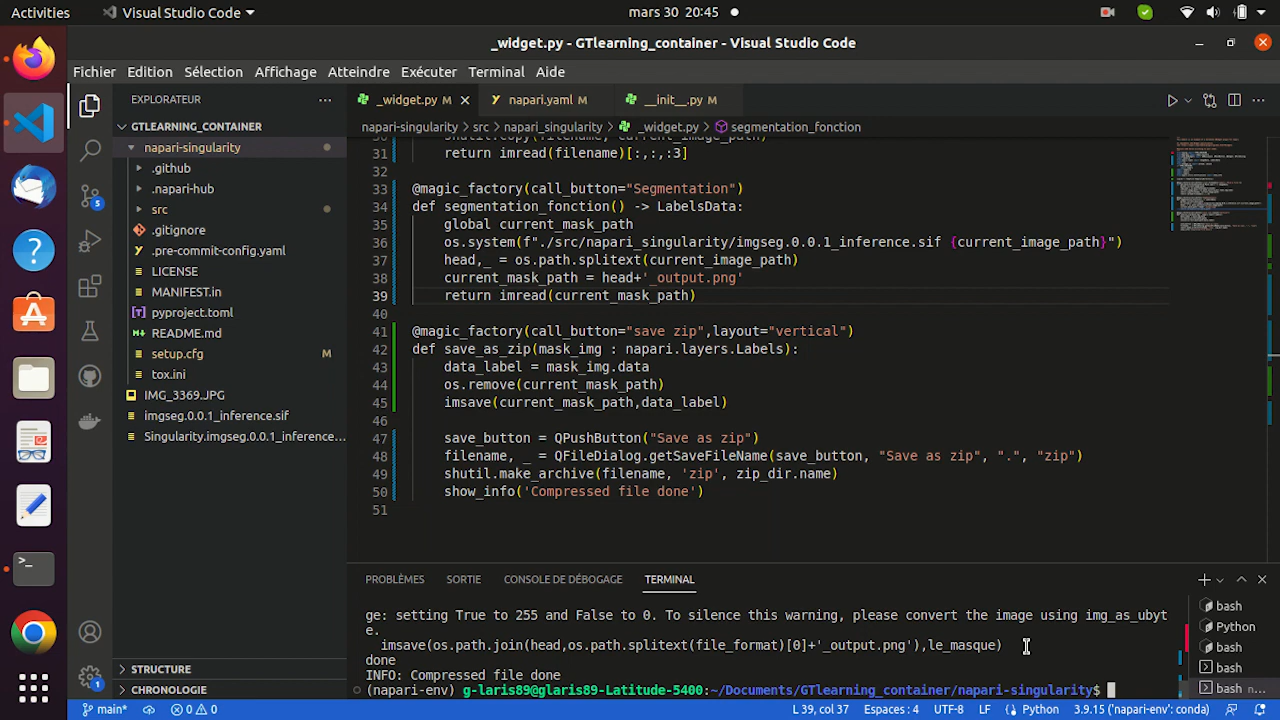 Activities
Visual Studio Code
mars 30 20:45
_widget.py - GTlearning_container - Visual Studio Code
Fichier Edition Sélection Affichage Atteindre Exécuter Terminal Aide
EXPLORATEUR
_widget.py M
napari.yaml M
__init__.py M
GTLEARNING_CONTAINER
napari-singularity > src > napari_singularity > _widget.py > segmentation_fonction
napari-singularity
.github
.napari-hub
src
.gitignore
.pre-commit-config.yaml
LICENSE
MANIFEST.in
pyproject.toml
README.md
setup.cfg M
tox.ini
IMG_3369.JPG
imgseg.0.0.1_inference.sif
Singularity.imgseg.0.0.1_inference...
STRUCTURE
CHRONOLOGIE
31 return imread(filename)[:,:,:3]
32
33 @magic_factory(call_button="Segmentation")
34 def segmentation_fonction() -> LabelsData:
35 global current_mask_path
36 os.system(f"./src/napari_singularity/imgseg.0.0.1_inference.sif {current_image_path}")
37 head,_ = os.path.splitext(current_image_path)
38 current_mask_path = head+'_output.png'
39 return imread(current_mask_path)
40
41 @magic_factory(call_button="save zip",layout="vertical")
42 def save_as_zip(mask_img : napari.layers.Labels):
43 data_label = mask_img.data
44 os.remove(current_mask_path)
45 imsave(current_mask_path,data_label)
46
47 save_button = QPushButton("Save as zip")
48 filename, _ = QFileDialog.getSaveFileName(save_button, "Save as zip", ".", "zip")
49 shutil.make_archive(filename, 'zip', zip_dir.name)
50 show_info('Compressed file done')
51
PROBLÈMES SORTIE CONSOLE DE DÉBOGAGE TERMINAL
ge: setting True to 255 and False to 0. To silence this warning, please convert the image using img_as_ubyt
e.
imsave(os.path.join(head,os.path.splitext(file_format)[0]+'_output.png'),le_masque)
done
INFO: Compressed file done
(napari-env) g-laris89@glaris89-Latitude-5400:~/Documents/GTlearning_container/napari-singularity$
bash
Python
bash
bash
bash n...
5
1
main*
0 0
L 39, col 37
Espaces : 4
UTF-8
LF
Python
3.9.15 ('napari-env': conda)